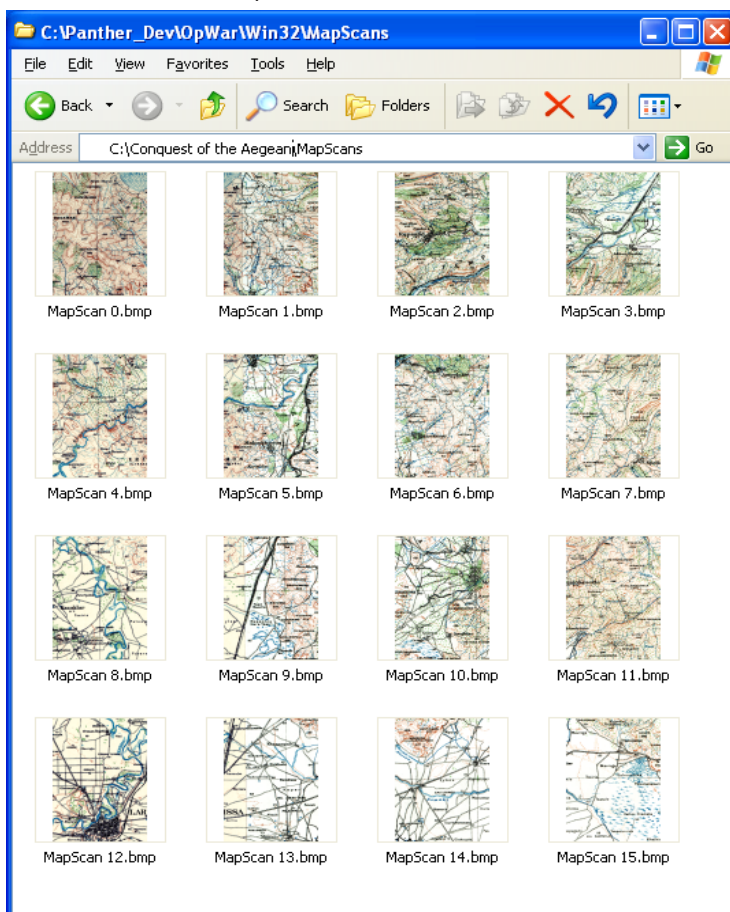 C:\Panther_Dev\OpWar\Win32\MapScans
File Edit View Favorites Tools Help
Back Search Folders
Address C:\Conquest of the Aegean\MapScans Go
MapScan 0.bmp MapScan 1.bmp MapScan 2.bmp MapScan 3.bmp
MapScan 4.bmp MapScan 5.bmp MapScan 6.bmp MapScan 7.bmp
MapScan 8.bmp MapScan 9.bmp MapScan 10.bmp MapScan 11.bmp
MapScan 12.bmp MapScan 13.bmp MapScan 14.bmp MapScan 15.bmp